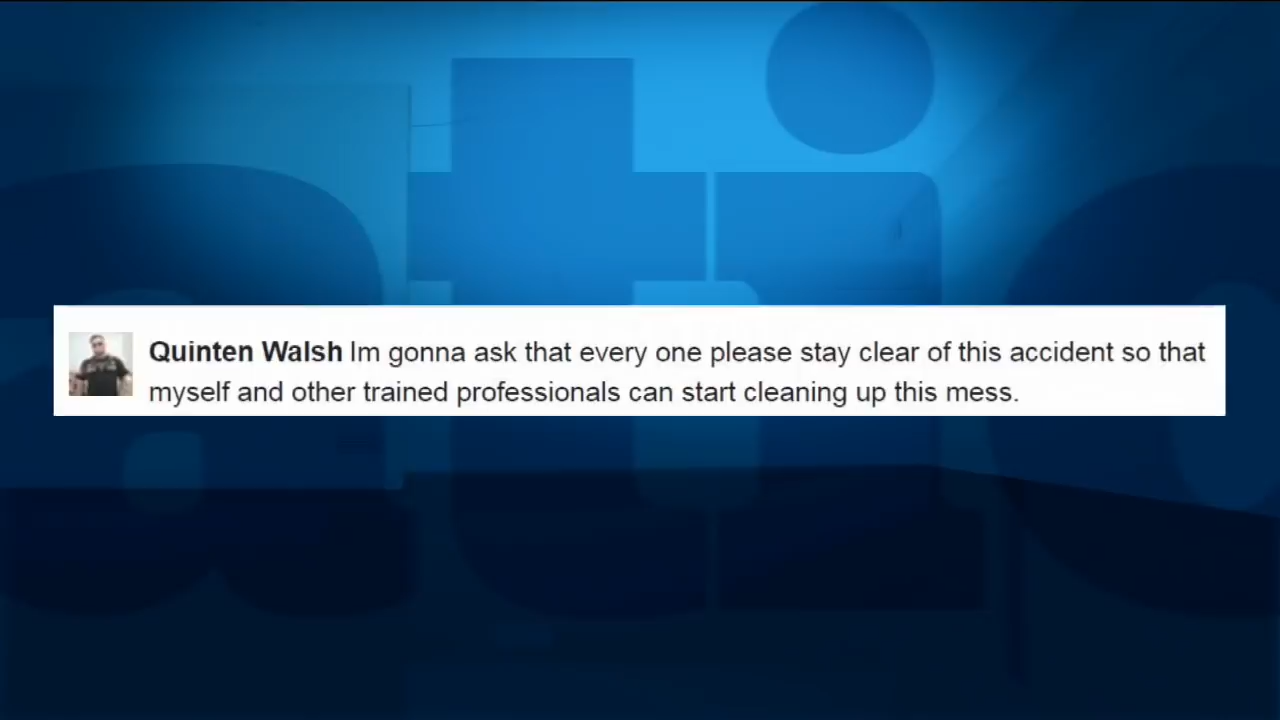 Quinten Walsh Im gonna ask that every one please stay clear of this accident so that
myself and other trained professionals can start cleaning up this mess.